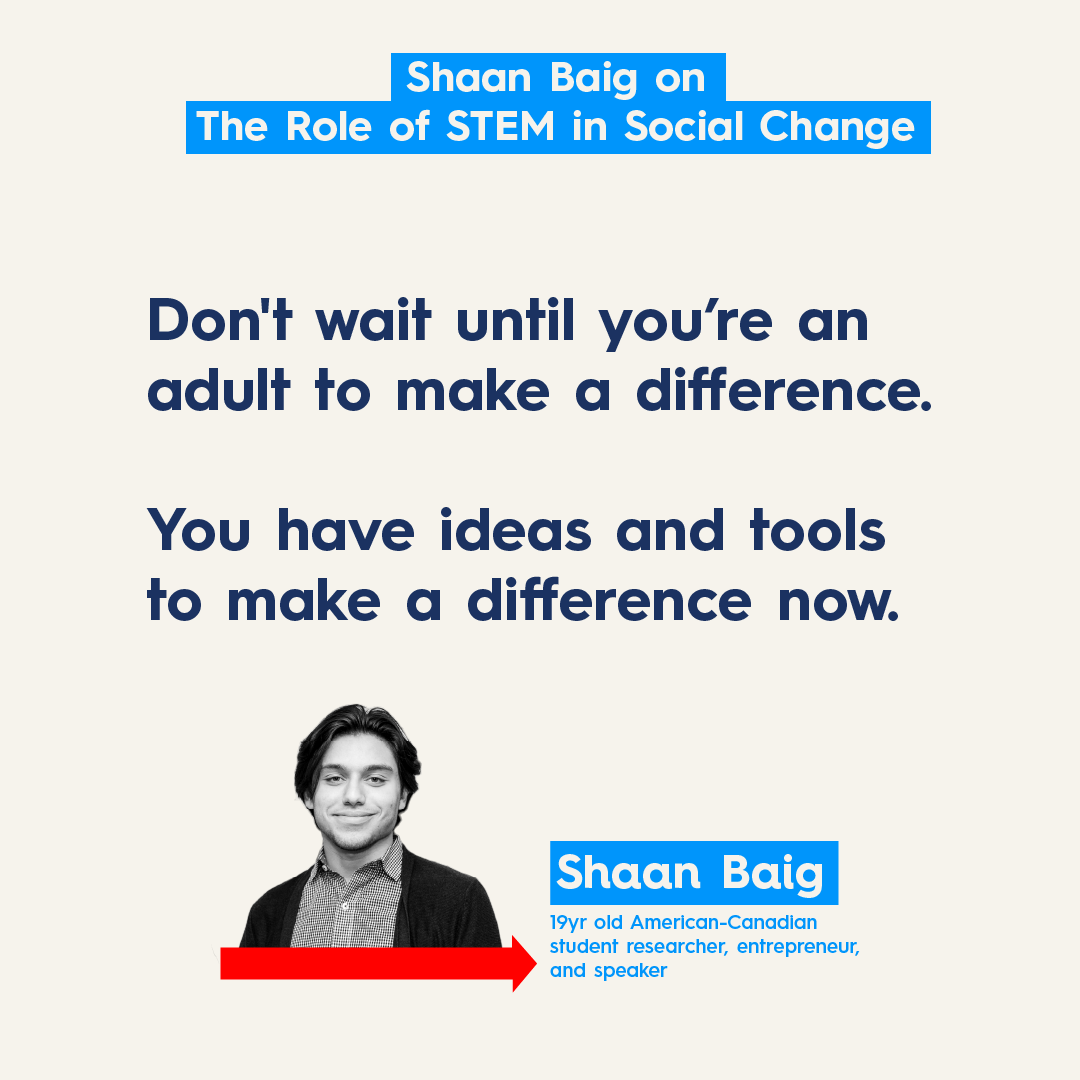 Shaan Baig on
The Role of STEM in Social Change
Don't wait until you’re an
adult to make a difference.
You have ideas and tools
to make a difference now.
Shaan Baig
19yr old American-Canadian
student researcher, entrepreneur,
and speaker